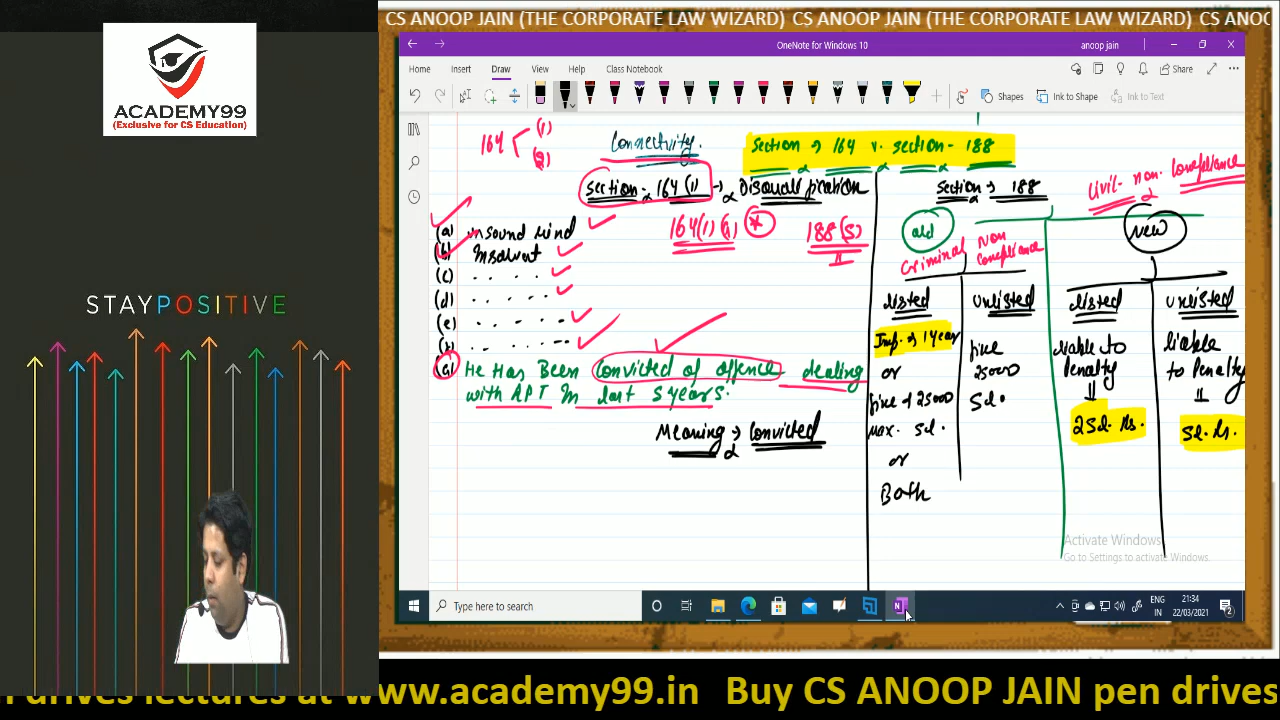 CS ANOOP JAIN (THE CORPORATE LAW WIZARD) CS ANOOP JAIN (THE CORPORATE LAW WIZARD) CS ANOO
ACADEMY99
(Exclusive for CS Education)
STAYPOSITIVE
OneNote for Windows 10
anoop jain
Home Insert Draw View Help Class Notebook
Share
Shapes Ink to Shape Ink to Text
164 (1)
(2)
Connectivity.
Section → 164 v. section - 188
Section - 164(1) → Disqualification
(a) unsound mind
(b) Insolvent
(c) . . . . .
(d) . . . . .
(e) . . . . .
(f) . . . . .
(g) He Has Been Convicted of offence dealing
with RPT In last 5 years.
164(1)(g) * 188(5)
Meaning → Convicted
Section → 188
Civil - non - Compliance
old
New
Criminal Non Compliance
listed
Unlisted
listed
unlisted
Imp. of 1 year
or
fine of 25000
Max. 5 l.
or
Both
fine
25000
5 l.
liable to
Penalty
25 l. Rs.
liable
to penalty
5 l. Rs.
Activate Windows
Go to Settings to activate Windows.
Type here to search
ENG
IN
21:34
22/03/2021
2
n drives lectures at www.academy99.in Buy CS ANOOP JAIN pen drives